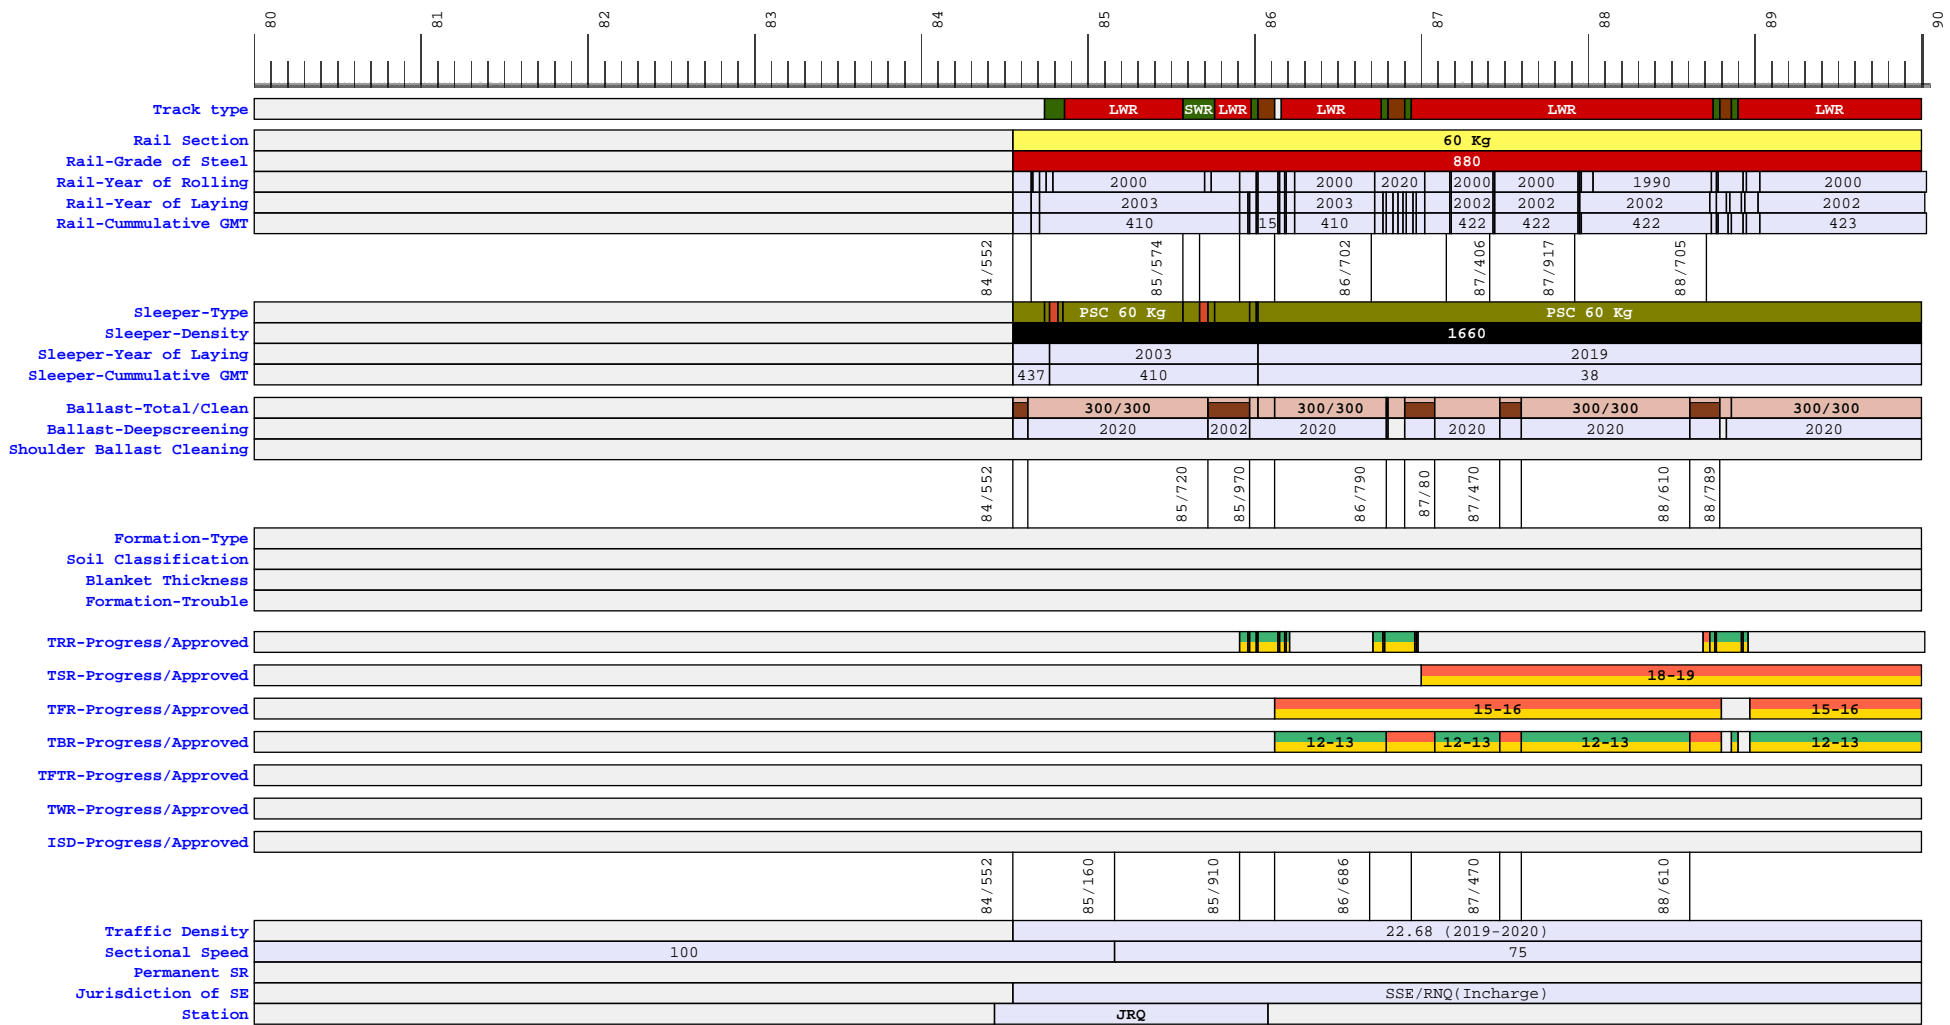 80 81 82 83 84 85 86 87 88 89 90
Track type LWR SWR LWR LWR LWR LWR
Rail Section 60 Kg
Rail-Grade of Steel 880
Rail-Year of Rolling 2000 2000 2020 2000 2000 1990 2000
Rail-Year of Laying 2003 2003 2002 2002 2002 2002
Rail-Cummulative GMT 410 15 410 422 422 422 423
84/552 85/574 86/702 87/406 87/917 88/705
Sleeper-Type PSC 60 Kg PSC 60 Kg
Sleeper-Density 1660
Sleeper-Year of Laying 2003 2019
Sleeper-Cummulative GMT 437 410 38
Ballast-Total/Clean 300/300 300/300 300/300 300/300
Ballast-Deepscreening 2020 2002 2020 2020 2020 2020
Shoulder Ballast Cleaning
84/552 85/720 85/970 86/790 87/80 87/470 88/610 88/789
Formation-Type
Soil Classification
Blanket Thickness
Formation-Trouble
TRR-Progress/Approved
TSR-Progress/Approved 18-19
TFR-Progress/Approved 15-16 15-16
TBR-Progress/Approved 12-13 12-13 12-13 12-13
TFTR-Progress/Approved
TWR-Progress/Approved
ISD-Progress/Approved
84/552 85/160 85/910 86/686 87/470 88/610
Traffic Density 22.68 (2019-2020)
Sectional Speed 100 75
Permanent SR
Jurisdiction of SE SSE/RNQ(Incharge)
Station JRQ